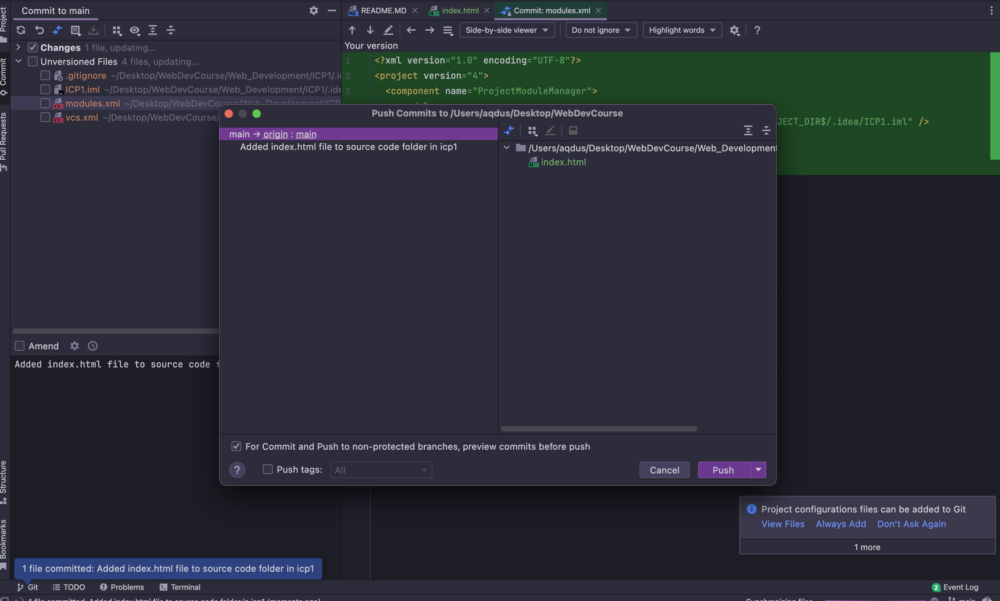 Project
Commit
Pull Requests
Structure
Bookmarks
Commit to main
README.MD
index.html
Commit: modules.xml
Side-by-side viewer
Do not ignore
Highlight words
?
Changes 1 file, updating...
Unversioned Files 4 files, updating...
.gitignore ~/Desktop/WebDevCourse/Web_Development/ICP1/.i
ICP1.iml ~/Desktop/WebDevCourse/Web_Development/ICP1/.ide
modules.xml ~/Desktop/WebDevCourse/Web_Development/ICP
vcs.xml ~/Desktop/WebDevCourse/
Your version
1 <?xml version="1.0" encoding="UTF-8"?>
2 <project version="4">
3 <component name="ProjectModuleManager">
JECT_DIR$/.idea/ICP1.iml" />
Push Commits to /Users/aqdus/Desktop/WebDevCourse
main → origin : main
Added index.html file to source code folder in icp1
/Users/aqdus/Desktop/WebDevCourse/Web_Development
index.html
For Commit and Push to non-protected branches, preview commits before push
?
Push tags:
All
Cancel
Push
Amend
Added index.html file to source code f
Project configurations files can be added to Git
View Files Always Add Don't Ask Again
1 more
1 file committed: Added index.html file to source code folder in icp1
Git
TODO
Problems
Terminal
2 Event Log
1 file committed: Added index.html file to source code folder in icp1 (moments ago)
Synchronizing files
main